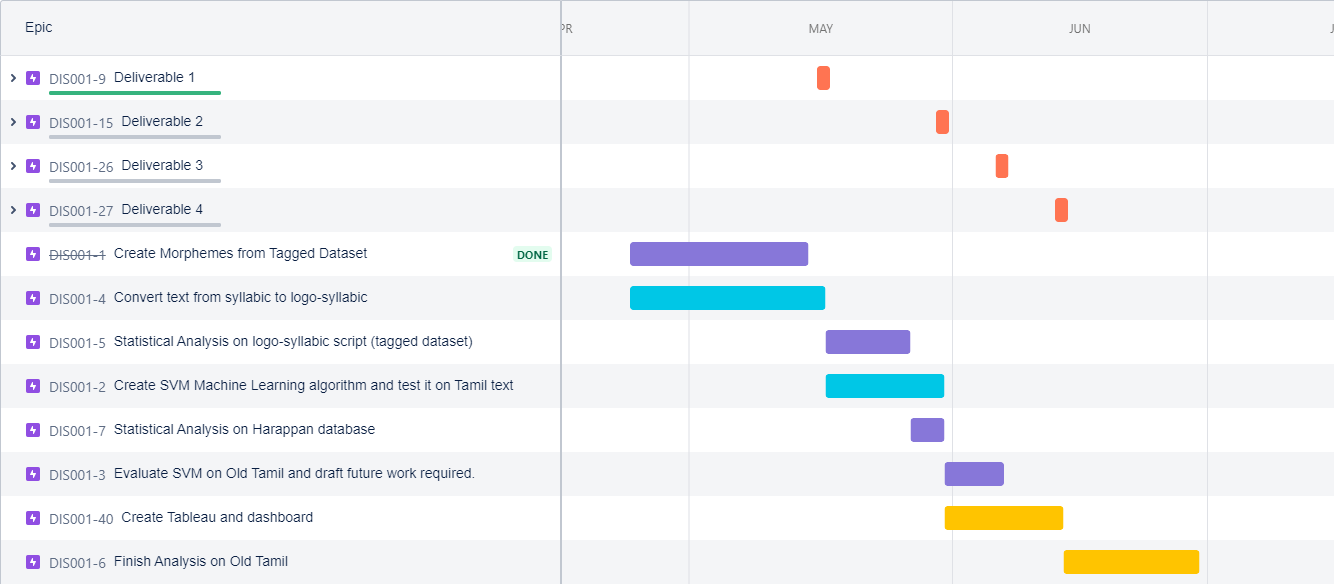 Epic PR MAY JUN J
DIS001-9 Deliverable 1
DIS001-15 Deliverable 2
DIS001-26 Deliverable 3
DIS001-27 Deliverable 4
DIS001-1 Create Morphemes from Tagged Dataset DONE
DIS001-4 Convert text from syllabic to logo-syllabic
DIS001-5 Statistical Analysis on logo-syllabic script (tagged dataset)
DIS001-2 Create SVM Machine Learning algorithm and test it on Tamil text
DIS001-7 Statistical Analysis on Harappan database
DIS001-3 Evaluate SVM on Old Tamil and draft future work required.
DIS001-40 Create Tableau and dashboard
DIS001-6 Finish Analysis on Old Tamil